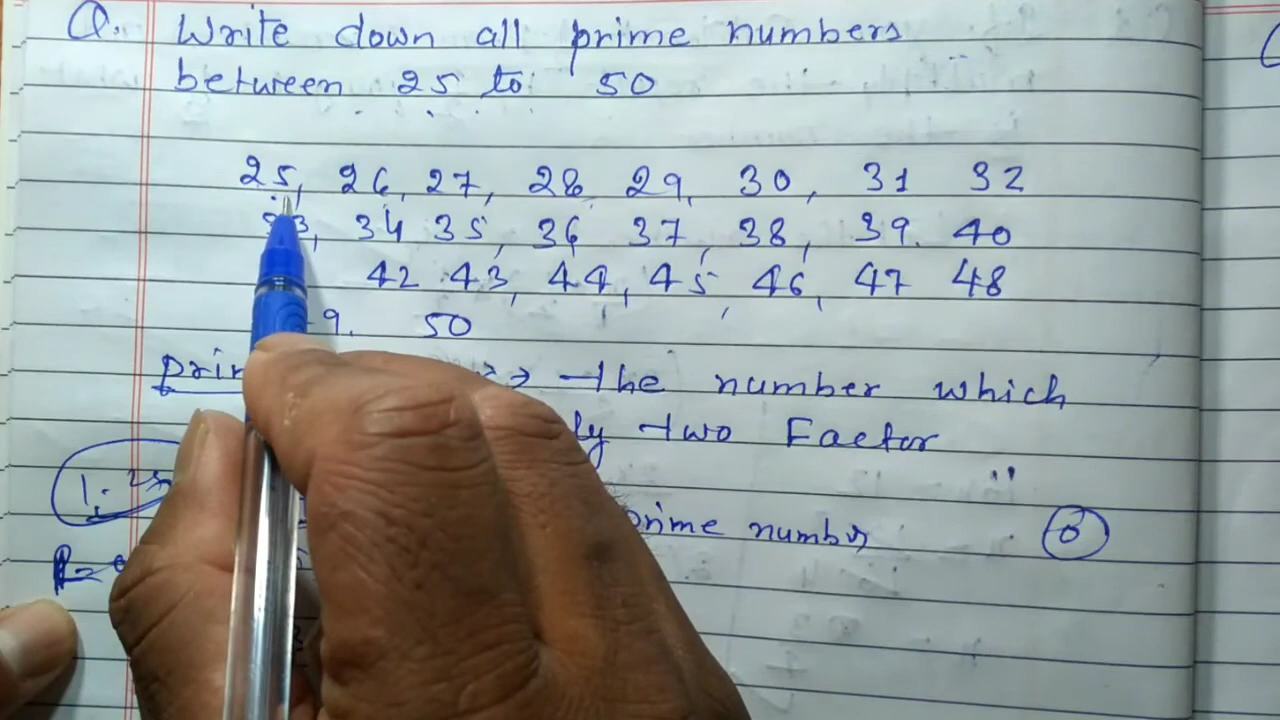 Q. Write down all prime numbers
between 25 to 50
25, 26, 27, 28, 29, 30, 31 32
33, 34 35, 36 37, 38, 39. 40
42 43, 44, 45, 46, 47 48
9. 50
the number which
two Factor
prime number